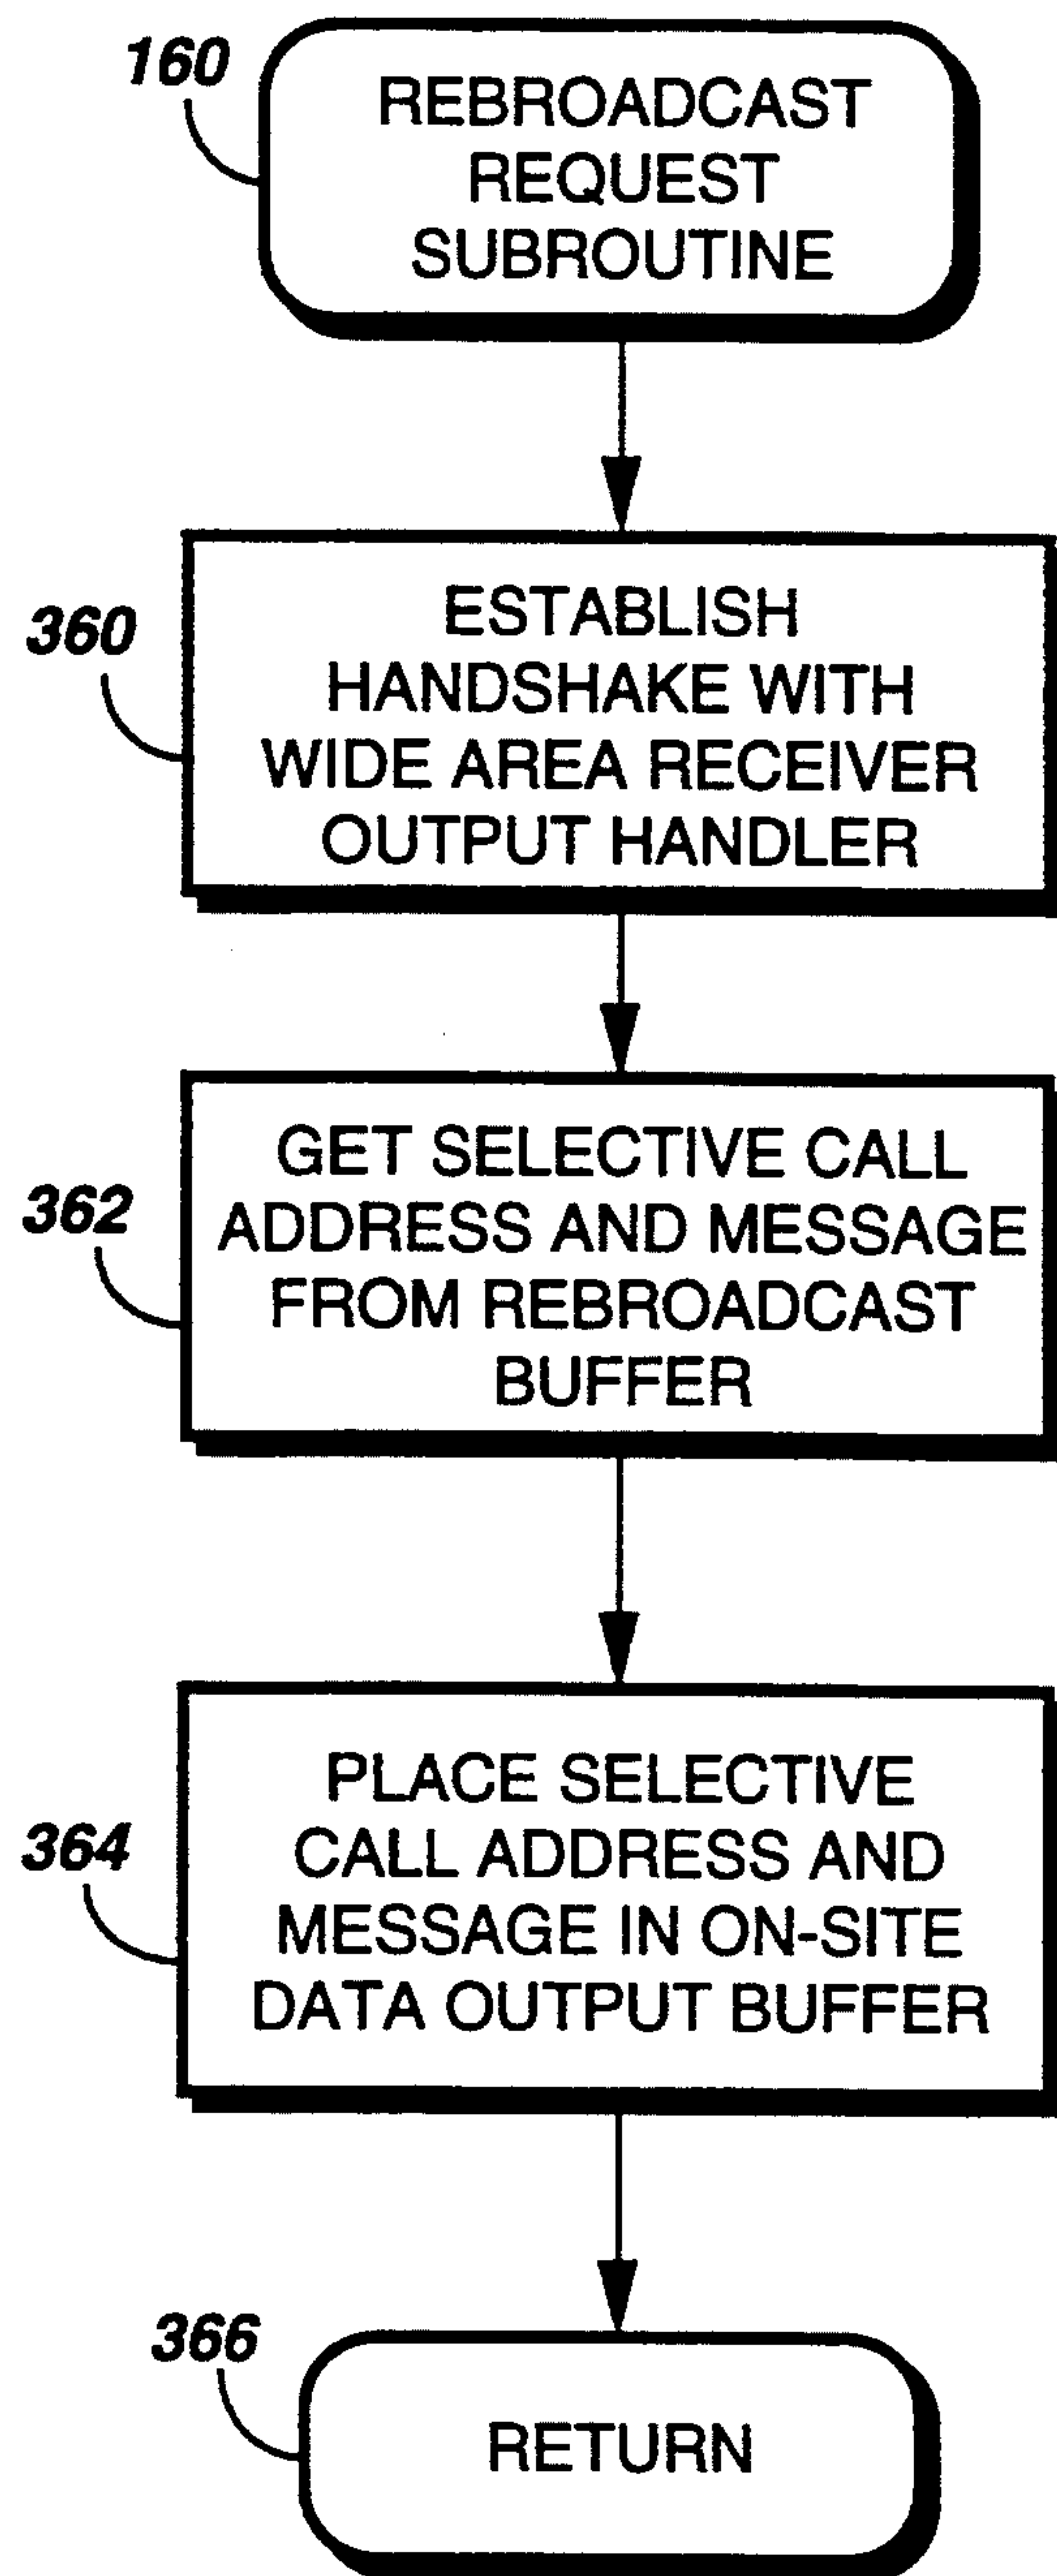 160
REBROADCAST
REQUEST
SUBROUTINE
360
ESTABLISH
HANDSHAKE WITH
WIDE AREA RECEIVER
OUTPUT HANDLER
362
GET SELECTIVE CALL
ADDRESS AND MESSAGE
FROM REBROADCAST
BUFFER
364
PLACE SELECTIVE
CALL ADDRESS AND
MESSAGE IN ON-SITE
DATA OUTPUT BUFFER
366
RETURN